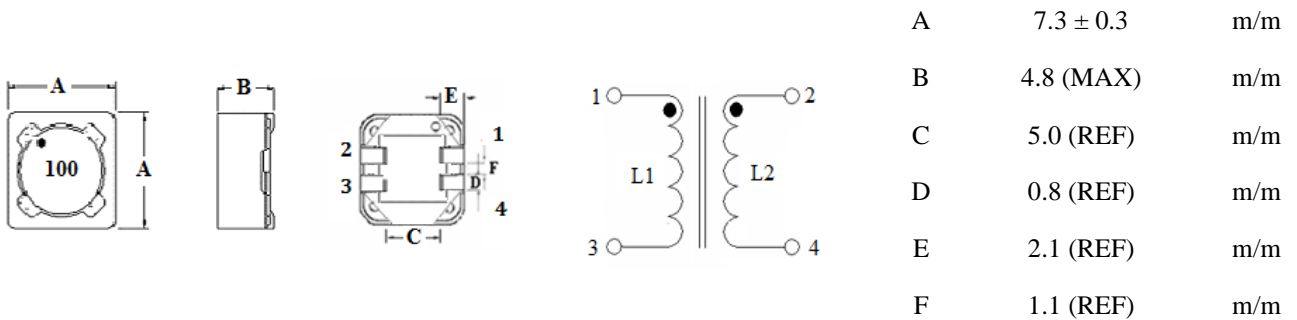 A
B
A
100
E
1
2
F
D
3
4
C
1
2
L1
L2
3
4
A 7.3 ± 0.3 m/m
B 4.8 (MAX) m/m
C 5.0 (REF) m/m
D 0.8 (REF) m/m
E 2.1 (REF) m/m
F 1.1 (REF) m/m